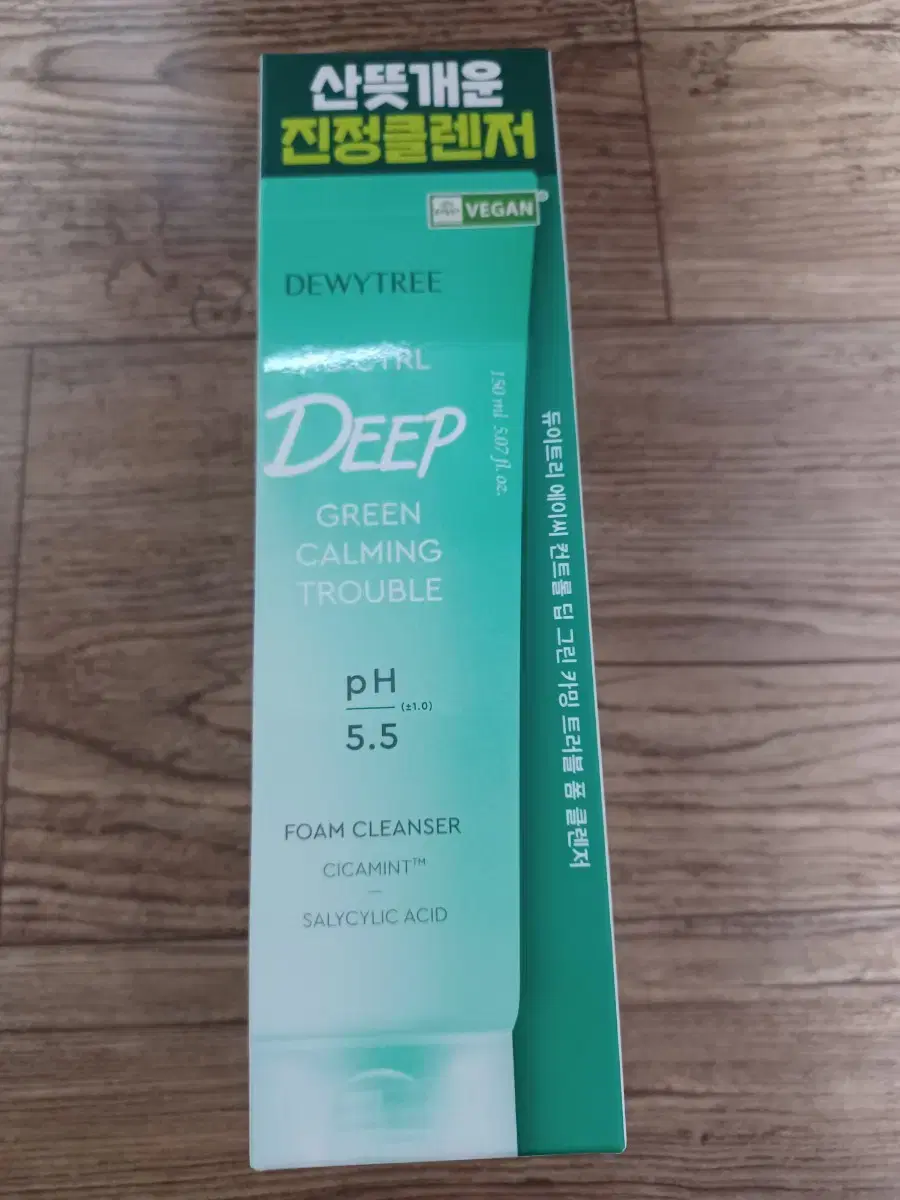 산뜻개운
진정클렌저
VEGAN
DEWYTREE
CTRL
DEEP
GREEN
CALMING
TROUBLE
pH
(±1.0)
5.5
FOAM CLEANSER
CICAMINT™
SALYCYLIC ACID
150 ml 5.07 fl. oz.
듀이트리 에이씨 컨트롤 딥 그린 카밍 트러블 폼 클렌저